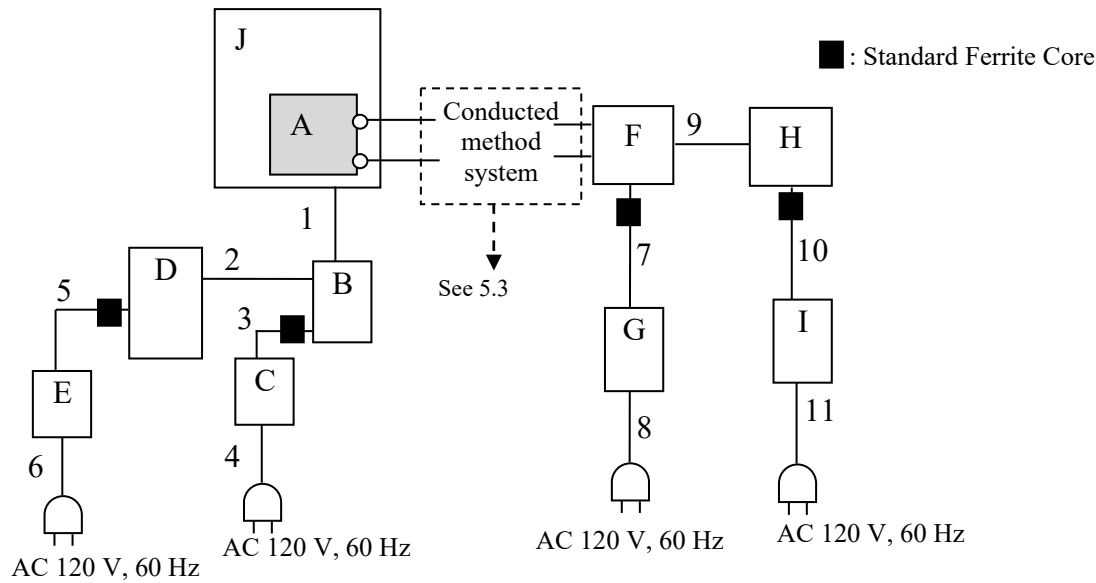 J
: Standard Ferrite Core
A
Conducted
method
system
F
9
H
1
7
10
See 5.3
D
2
B
5
3
G
I
E
C
8
11
6
4
AC 120 V, 60 Hz
AC 120 V, 60 Hz
AC 120 V, 60 Hz
AC 120 V, 60 Hz